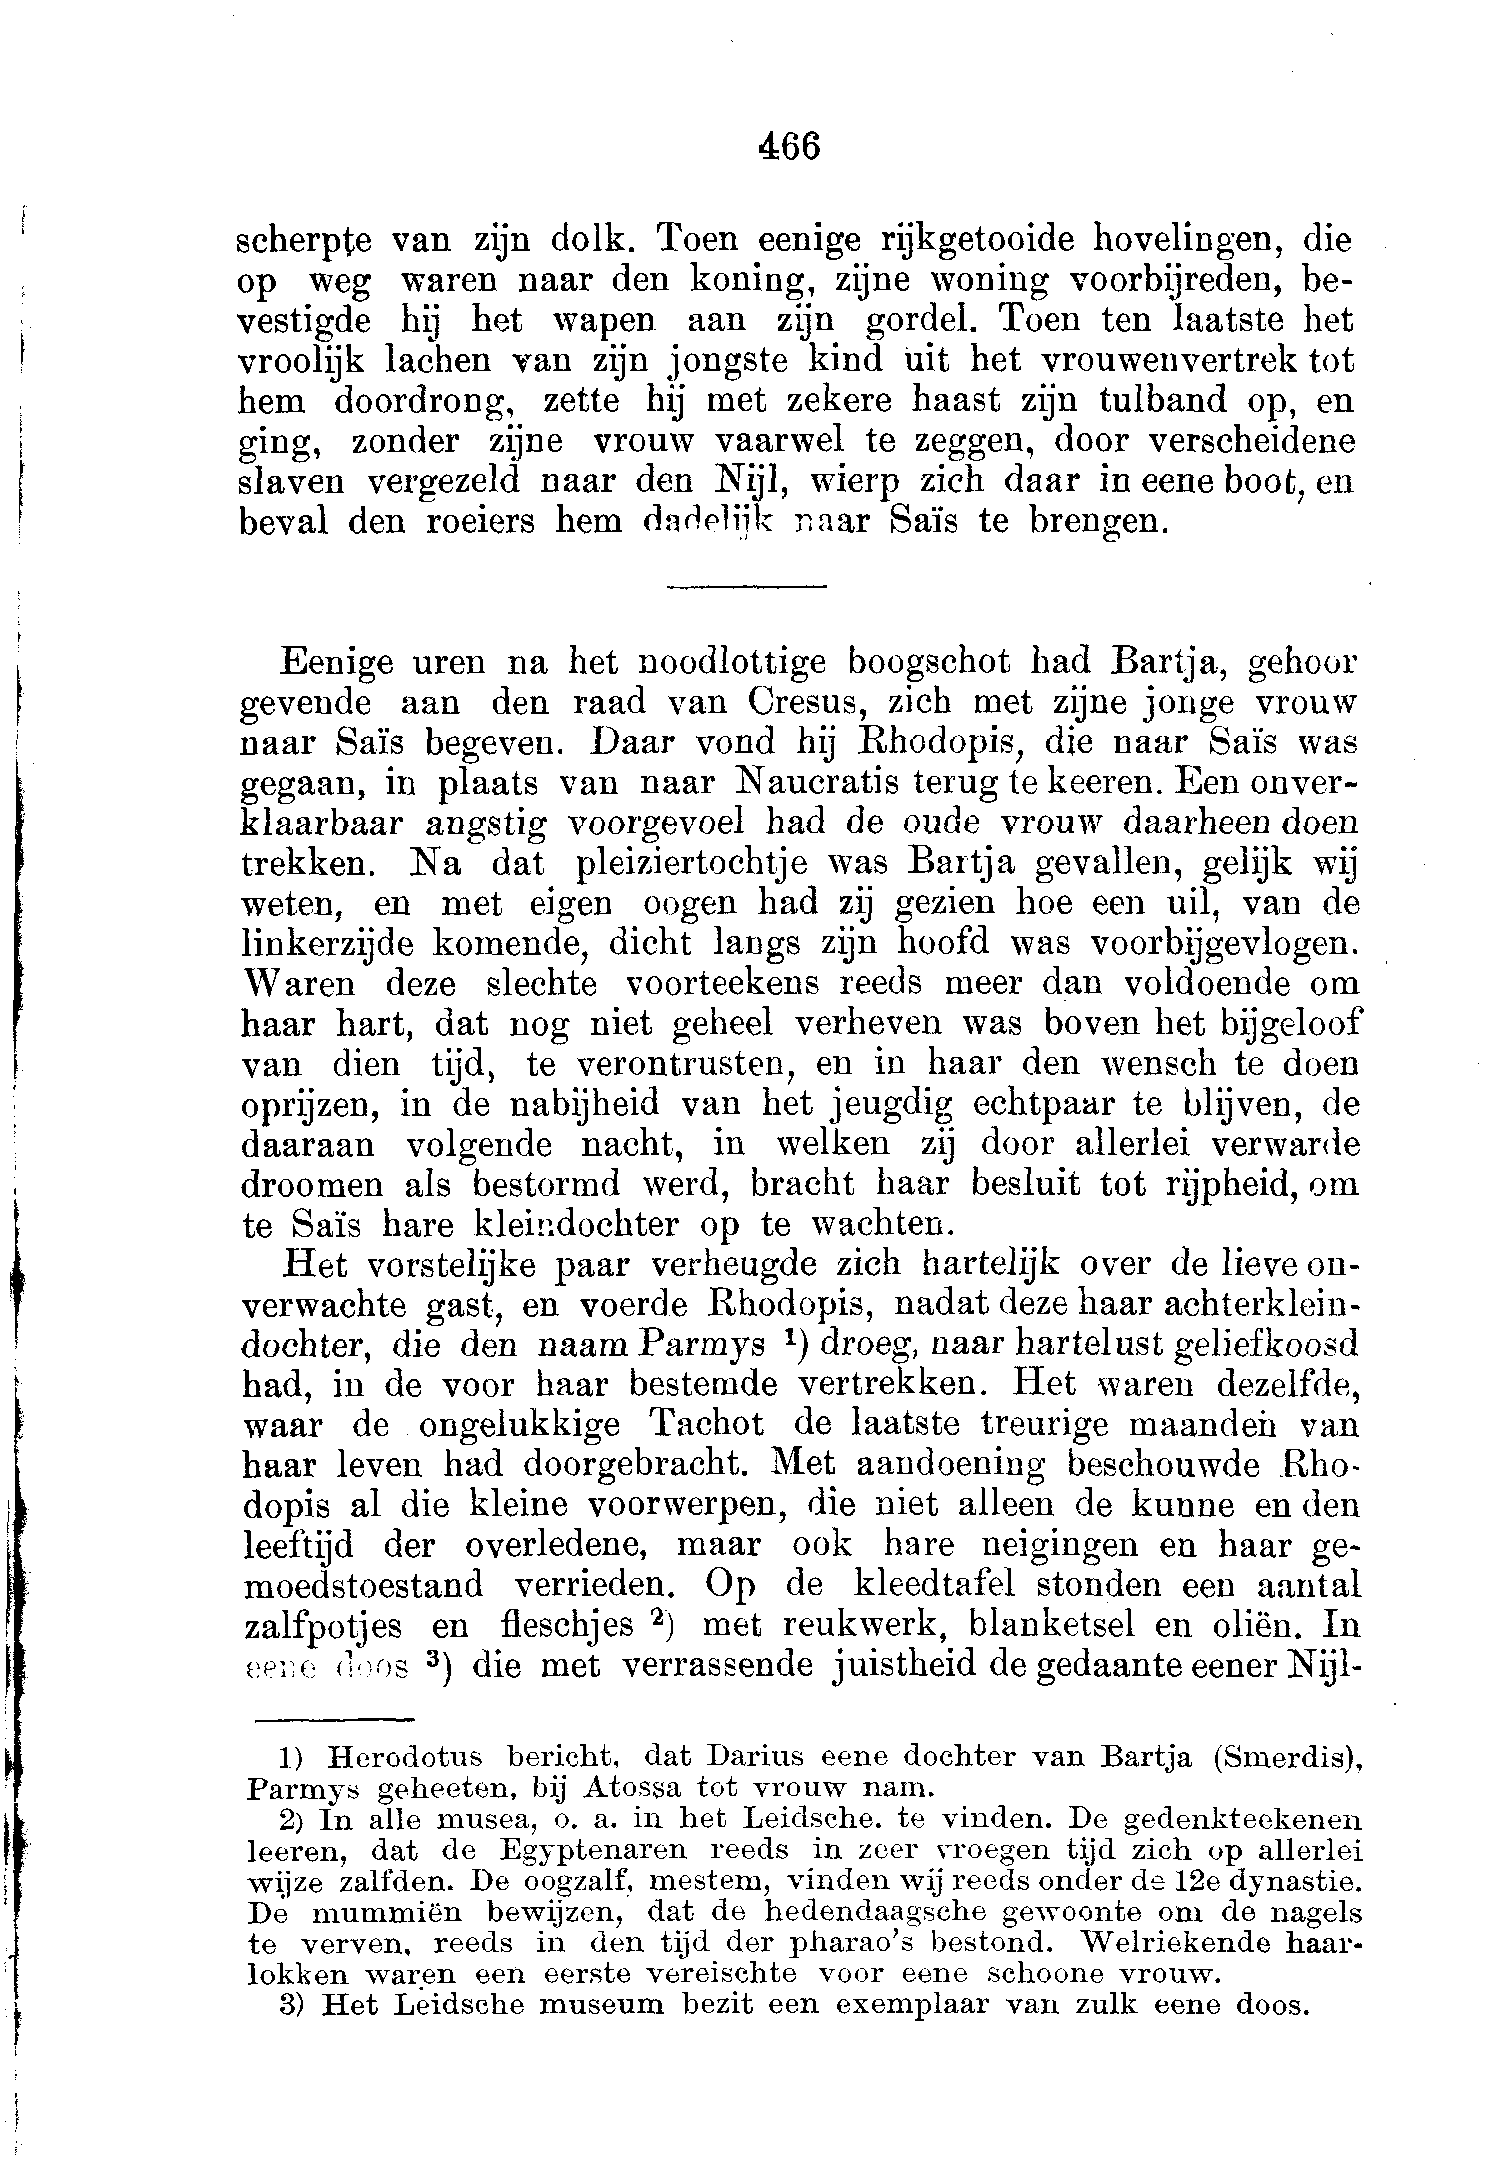 466
scherpte van zijn dolk. Toen eenige rijkgetooide hovelingen, die
op weg waren naar den koning, zijne woning voorbijreden, be-
vestigde hij het wapen aan zijn gordel. Toen ten laatste het
vroolijk lachen van zijn jongste kind uit het vrouwenvertrek tot
hem doordrong, zette hij met zekere haast zijn tulband op, en
ging, zonder zijne vrouw vaarwel te zeggen, door verscheidene
slaven vergezeld naar den Nijl, wierp zich daar in eene boot, en
beval den roeiers hem dadelijk naar Saïs te brengen.
Eenige uren na het noodlottige boogschot had Bartja, gehoor
gevende aan den raad van Cresus, zich met zijne jonge vrouw
naar Saïs begeven. Daar vond hij Rhodopis, die naar Saïs was
gegaan, in plaats van naar Naucratis terug te keeren. Een onver-
klaarbaar angstig voorgevoel had de oude vrouw daarheen doen
trekken. Na dat pleiziertochtje was Bartja gevallen, gelijk wij
weten, en met eigen oogen had zij gezien hoe een uil, van de
linkerzijde komende, dicht langs zijn hoofd was voorbijgevlogen.
Waren deze slechte voorteekens reeds meer dan voldoende om
haar hart, dat nog niet geheel verheven was boven het bijgeloof
van dien tijd, te verontrusten, en in haar den wensch te doen
oprijzen, in de nabijheid van het jeugdig echtpaar te blijven, de
daaraan volgende nacht, in welken zij door allerlei verwarde
droomen als bestormd werd, bracht haar besluit tot rijpheid, om
te Saïs hare kleindochter op te wachten.
Het vorstelijke paar verheugde zich hartelijk over de lieve on-
verwachte gast, en voerde Rhodopis, nadat deze haar achterklein-
dochter, die den naam Parmys ¹) droeg, naar hartelust geliefkoosd
had, in de voor haar bestemde vertrekken. Het waren dezelfde,
waar de ongelukkige Tachot de laatste treurige maanden van
haar leven had doorgebracht. Met aandoening beschouwde Rho-
dopis al die kleine voorwerpen, die niet alleen de kunne en den
leeftijd der overledene, maar ook hare neigingen en haar ge-
moedstoestand verrieden. Op de kleedtafel stonden een aantal
zalfpotjes en fleschjes ²) met reukwerk, blanketsel en oliën. In
eene doos ³) die met verrassende juistheid de gedaante eener Nijl-
1) Herodotus bericht, dat Darius eene dochter van Bartja (Smerdis),
Parmys geheeten, bij Atossa tot vrouw nam.
2) In alle musea, o. a. in het Leidsche. te vinden. De gedenkteekenen
leeren, dat de Egyptenaren reeds in zeer vroegen tijd zich op allerlei
wijze zalfden. De oogzalf, mestem, vinden wij reeds onder de 12e dynastie.
De mummiën bewijzen, dat de hedendaagsche gewoonte om de nagels
te verven, reeds in den tijd der pharao's bestond. Welriekende haar-
lokken waren een eerste vereischte voor eene schoone vrouw.
3) Het Leidsche museum bezit een exemplaar van zulk eene doos.